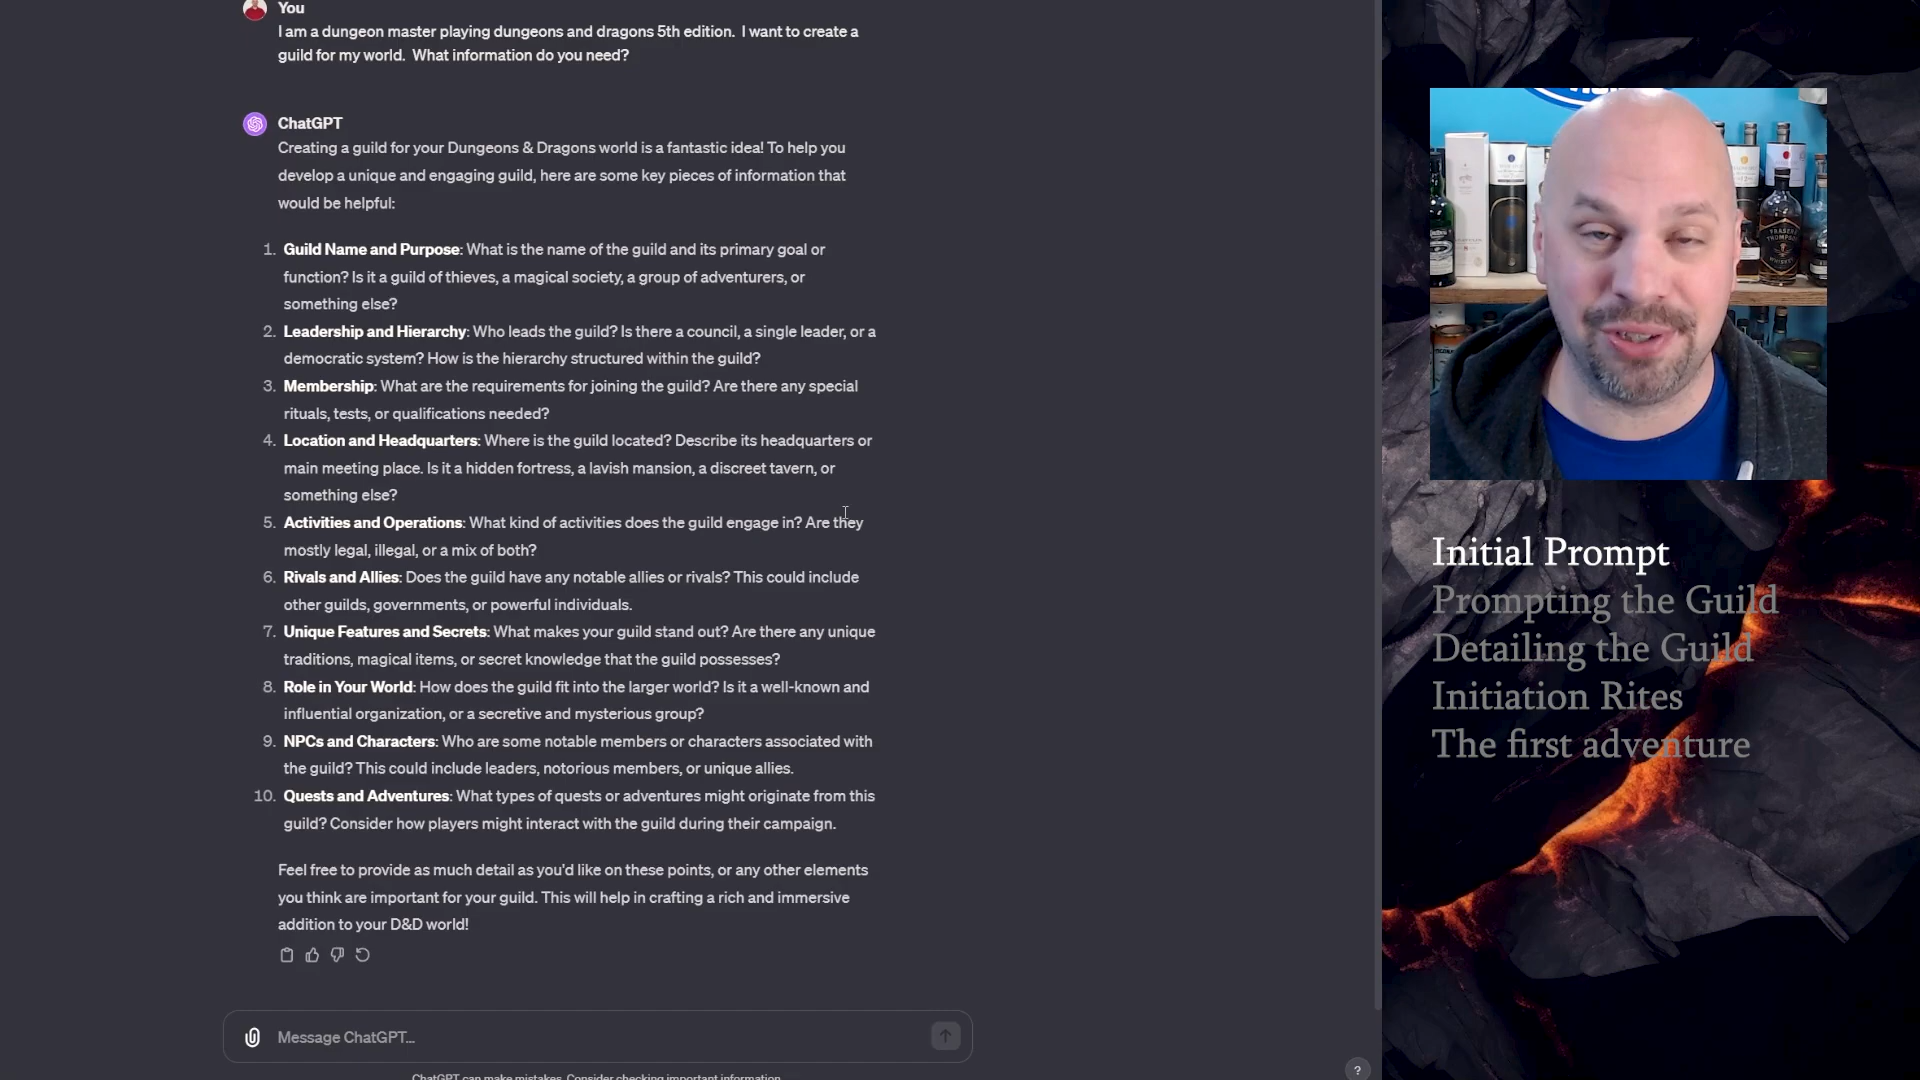 You
I am a dungeon master playing dungeons and dragons 5th edition.  I want to create a
guild for my world.  What information do you need?
ChatGPT
Creating a guild for your Dungeons & Dragons world is a fantastic idea! To help you
develop a unique and engaging guild, here are some key pieces of information that
would be helpful:
1. Guild Name and Purpose: What is the name of the guild and its primary goal or
function? Is it a guild of thieves, a magical society, a group of adventurers, or
something else?
2. Leadership and Hierarchy: Who leads the guild? Is there a council, a single leader, or a
democratic system? How is the hierarchy structured within the guild?
3. Membership: What are the requirements for joining the guild? Are there any special
rituals, tests, or qualifications needed?
4. Location and Headquarters: Where is the guild located? Describe its headquarters or
main meeting place. Is it a hidden fortress, a lavish mansion, a discreet tavern, or
something else?
5. Activities and Operations: What kind of activities does the guild engage in? Are they
mostly legal, illegal, or a mix of both?
6. Rivals and Allies: Does the guild have any notable allies or rivals? This could include
other guilds, governments, or powerful individuals.
7. Unique Features and Secrets: What makes your guild stand out? Are there any unique
traditions, magical items, or secret knowledge that the guild possesses?
8. Role in Your World: How does the guild fit into the larger world? Is it a well-known and
influential organization, or a secretive and mysterious group?
9. NPCs and Characters: Who are some notable members or characters associated with
the guild? This could include leaders, notorious members, or unique allies.
10. Quests and Adventures: What types of quests or adventures might originate from this
guild? Consider how players might interact with the guild during their campaign.
Feel free to provide as much detail as you'd like on these points, or any other elements
you think are important for your guild. This will help in crafting a rich and immersive
addition to your D&D world!
Message ChatGPT...
ChatGPT can make mistakes. Consider checking important information.
?
FRASER
THOMPSON
WHISKEY
Initial Prompt
Prompting the Guild
Detailing the Guild
Initiation Rites
The first adventure